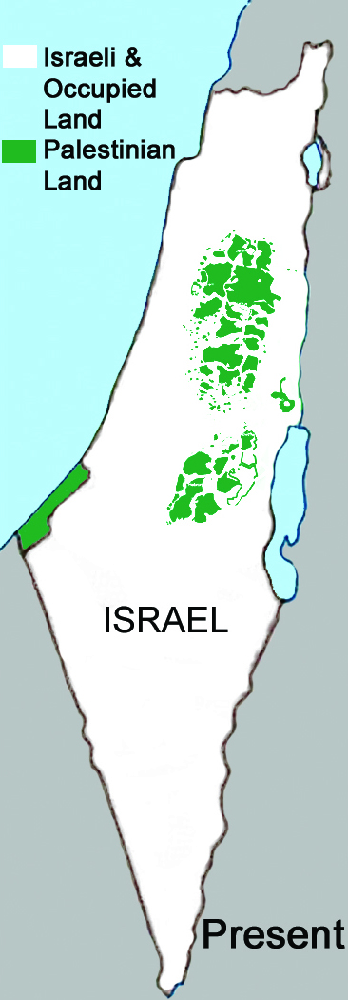 Israeli &
Occupied
Land
Palestinian
Land
ISRAEL
Present